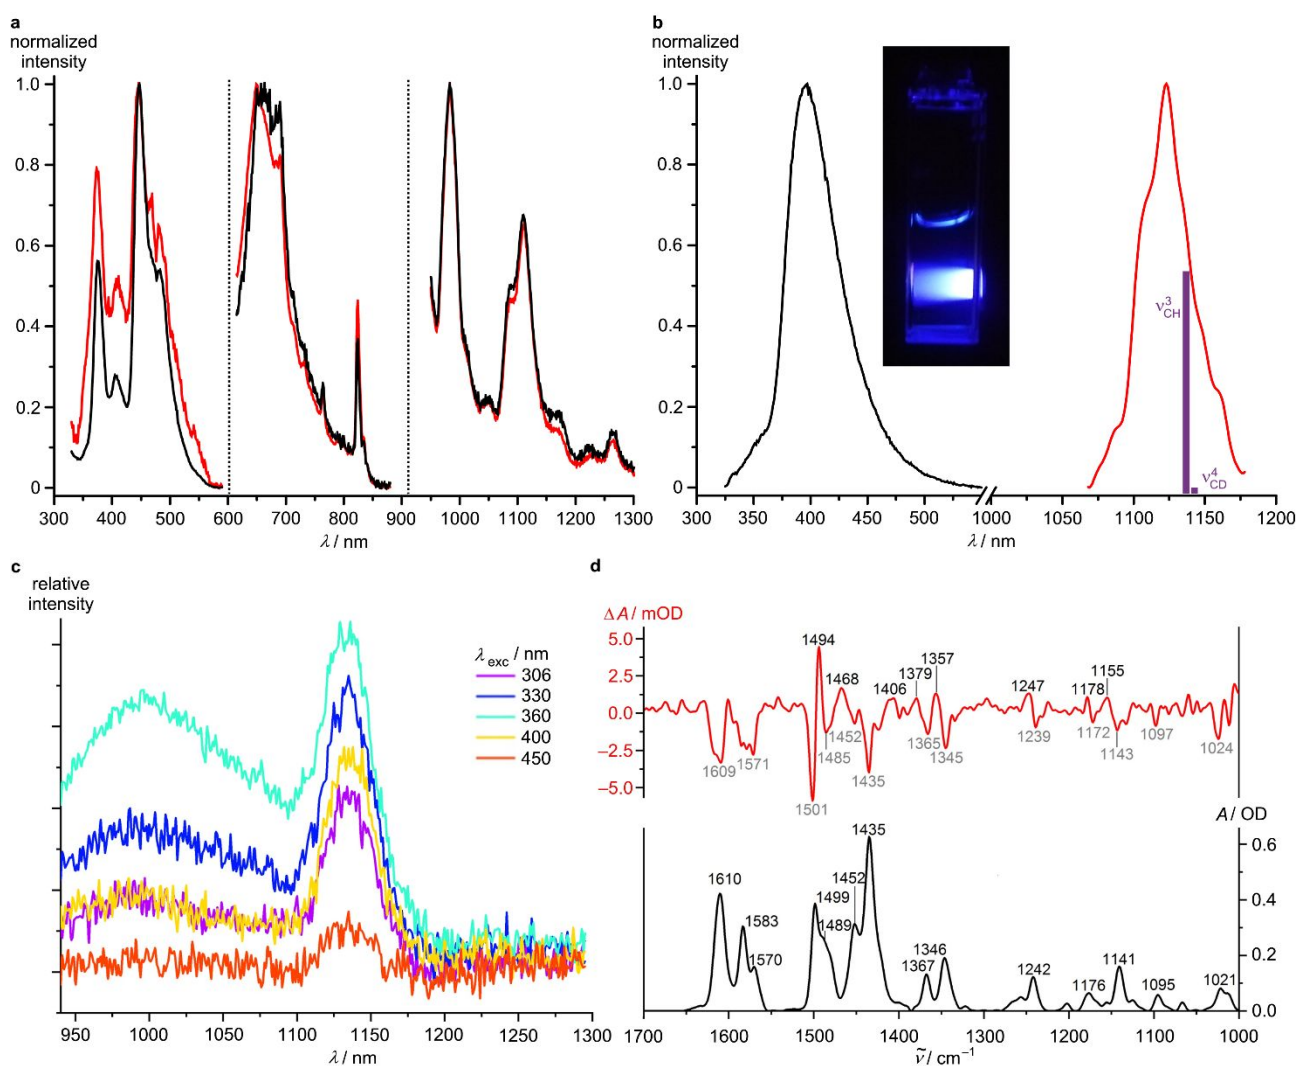 a
normalized
intensity
1.0
0.8
0.6
0.4
0.2
0
300 400 500 600 700 800 900 1000 1100 1200 1300
λ / nm
b
normalized
intensity
1.0
0.8
0.6
0.4
0.2
0
ν³CH
ν⁴CD
400 500 1000 1050 1100 1150 1200
λ / nm
c
relative
intensity
λexc / nm
306
330
360
400
450
950 1000 1050 1100 1150 1200 1250 1300
λ / nm
d
ΔA / mOD
5.0
2.5
0.0
−2.5
−5.0
1494
1468
1406
1379
1357
1247
1178
1155
1609
1571
1501
1485
1452
1435
1365
1345
1239
1172
1143
1097
1024
A / OD
0.6
0.4
0.2
0.0
1610
1583
1570
1499
1489
1452
1435
1367
1346
1242
1176
1141
1095
1021
1700 1600 1500 1400 1300 1200 1100 1000
ν̃ / cm⁻¹